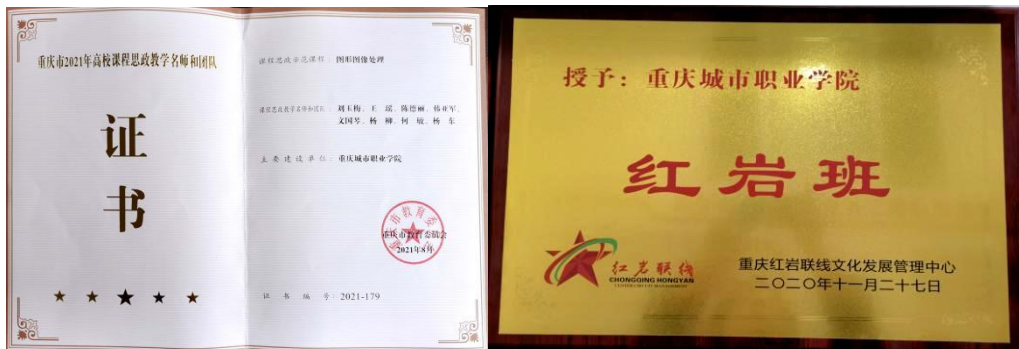 重庆市2021年高校课程思政教学名师和团队
证
书
课程思政示范课程：图形图像处理
课程思政教学名师和团队：刘玉梅、王 瑶、陈德丽、韩亚军、
文国琴、杨 柳、何 敏、杨 东
主要建设单位：重庆城市职业学院
重庆市教育委员会
2021年8月
证书编号：2021-179
授予：重庆城市职业学院
红岩班
红岩联线
CHONGQING HONGYAN
重庆红岩联线文化发展管理中心
二〇二〇年十一月二十七日